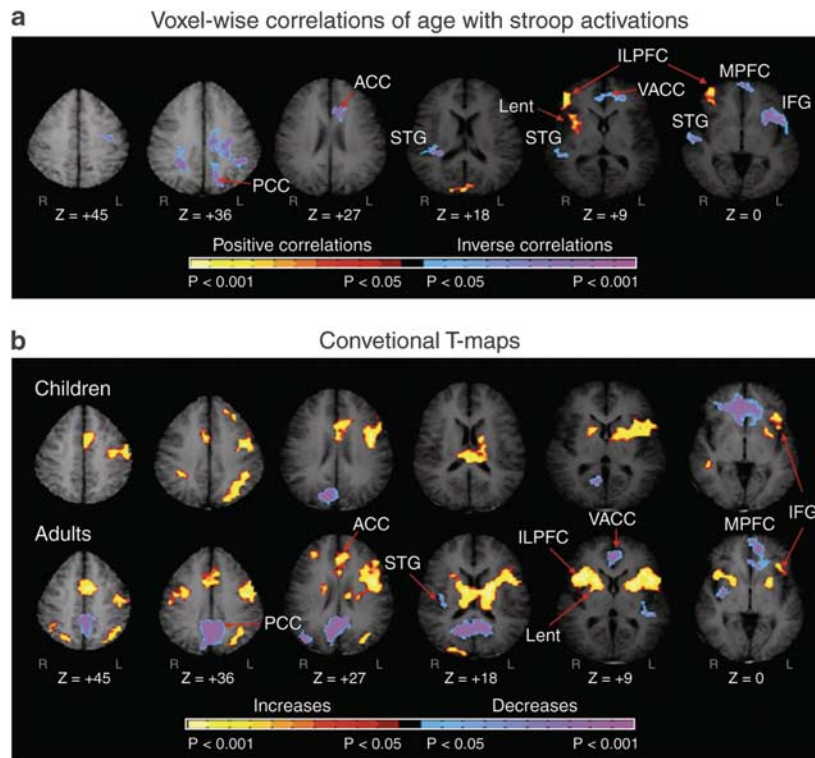 a
Voxel-wise correlations of age with stroop activations
ILPFC
MPFC
ACC
VACC
IFG
Lent
STG
STG
STG
PCC
R L R L R L R L R L R L
Z = +45 Z = +36 Z = +27 Z = +18 Z = +9 Z = 0
Positive correlations Inverse correlations
P < 0.001 P < 0.05 P < 0.05 P < 0.001
b
Convetional T-maps
Children
IFG
Adults
ACC
VACC
ILPFC
MPFC
STG
PCC
Lent
R L R L R L R L R L R L
Z = +45 Z = +36 Z = +27 Z = +18 Z = +9 Z = 0
Increases Decreases
P < 0.001 P < 0.05 P < 0.05 P < 0.001